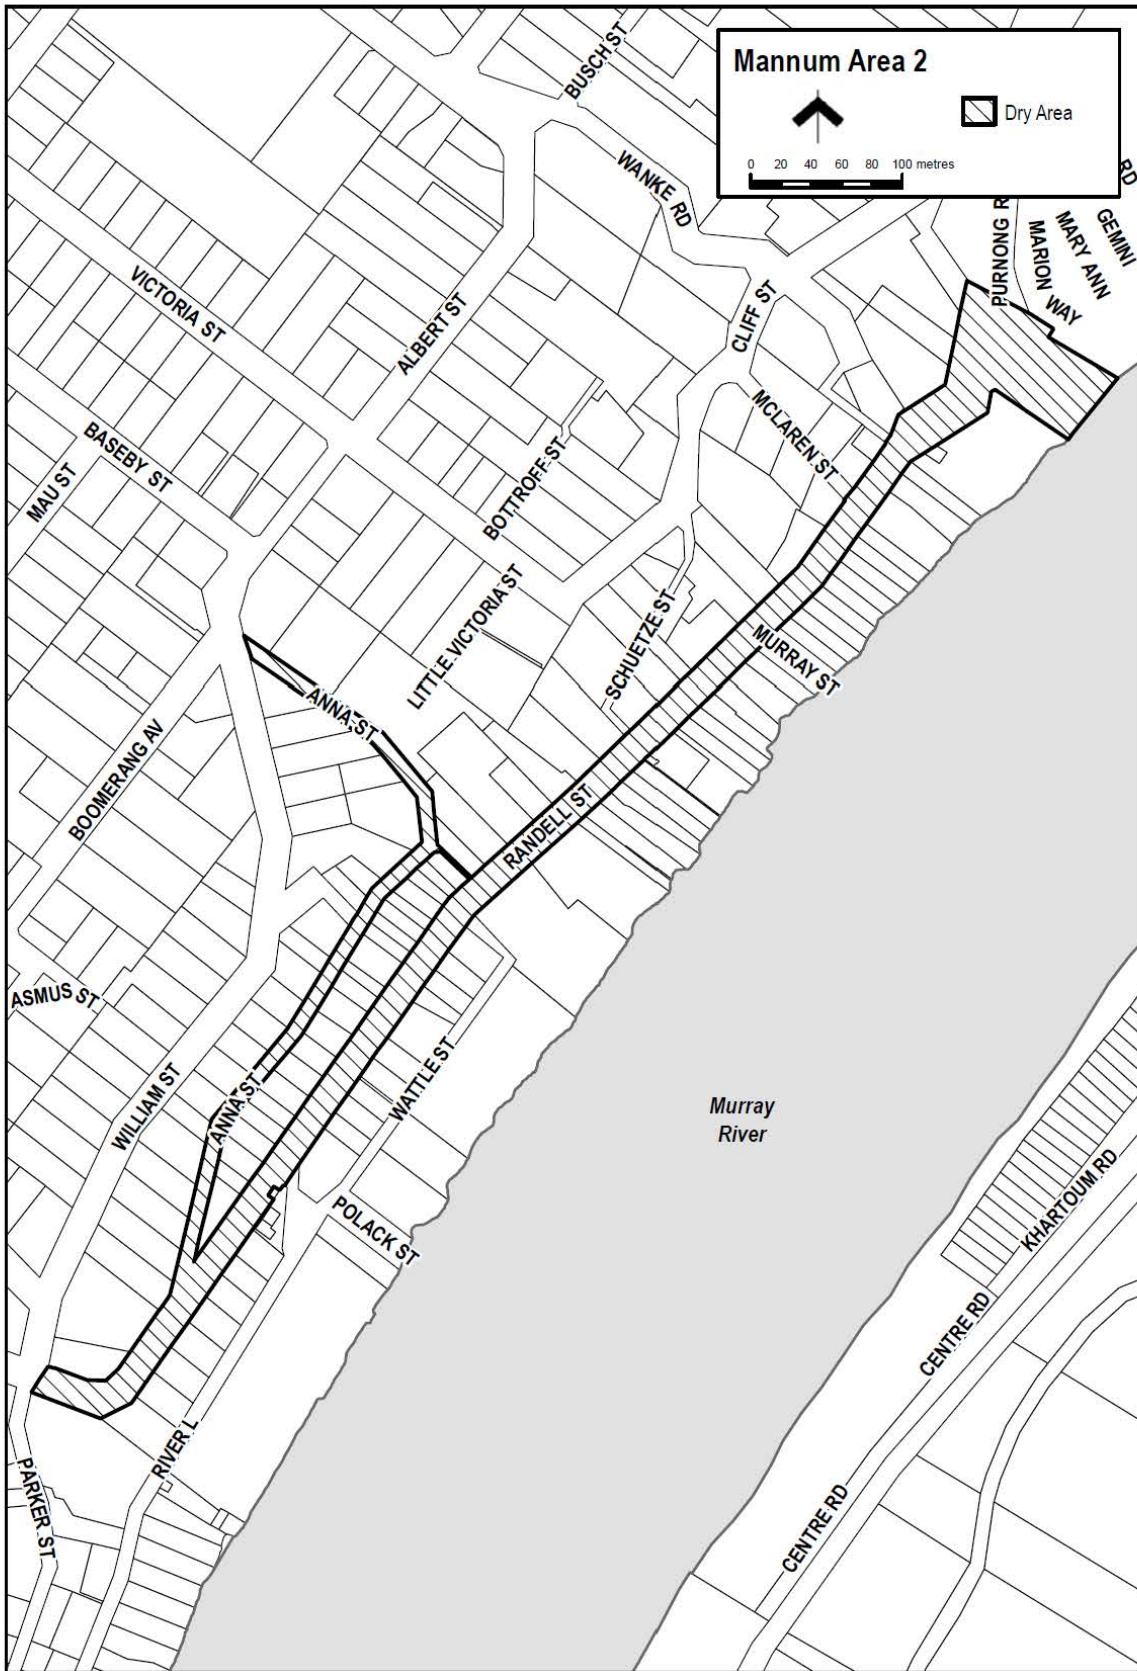 BUSCH ST
Mannum Area 2
Dry Area
0 20 40 60 80 100 metres
WANKE RD
RD
PURNONG R
MARION WAY
MARY ANN
GEMINI
VICTORIA ST
ALBERT ST
CLIFF ST
MCLAREN ST
BASEBY ST
MAU ST
BOTTROFF ST
LITTLE VICTORIA ST
SCHUETZE ST
MURRAY ST
ANNA ST
BOOMERANG AV
RANDELL ST
ASMUS ST
WILLIAM ST
ANNA ST
WATTLE ST
Murray
River
POLACK ST
KHARTOUM RD
CENTRE RD
RIVER L
PARKER ST
CENTRE RD